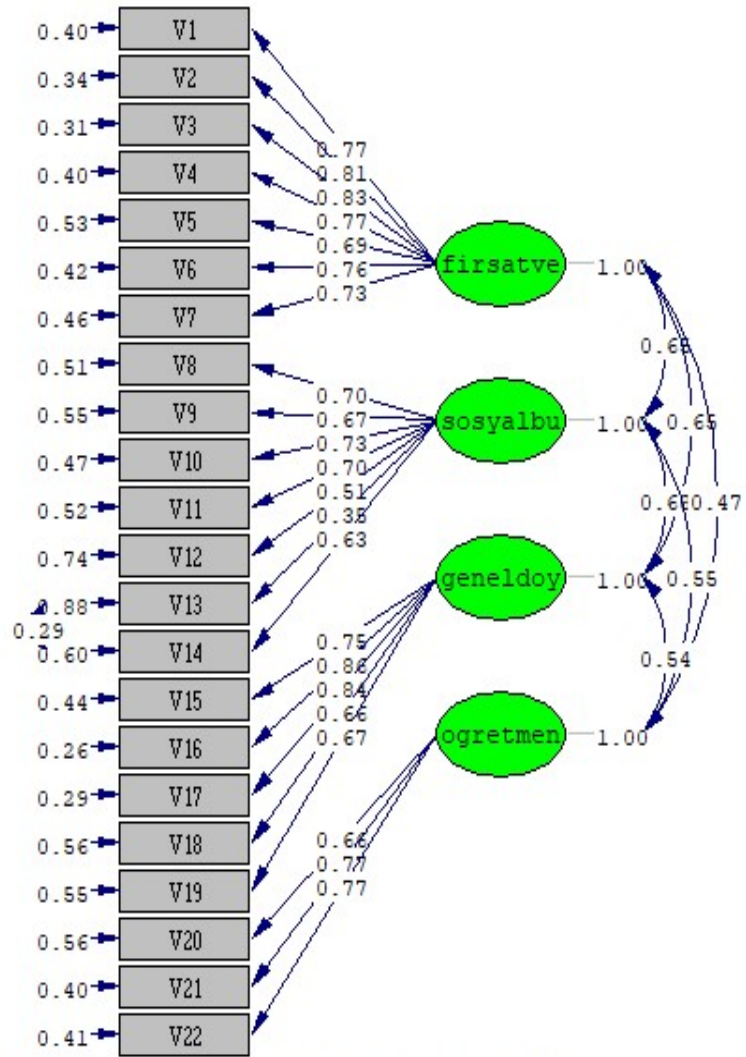 0.40 V1
0.34 V2
0.31 V3
0.40 V4
0.53 V5
0.42 V6
0.46 V7
0.51 V8
0.55 V9
0.47 V10
0.52 V11
0.74 V12
0.88 V13
0.29
0.60 V14
0.44 V15
0.26 V16
0.29 V17
0.56 V18
0.55 V19
0.56 V20
0.40 V21
0.41 V22
0.77
0.81
0.83
0.77
0.69
0.76
0.73
0.70
0.67
0.73
0.70
0.51
0.35
0.63
0.75
0.86
0.84
0.66
0.67
0.66
0.77
0.77
firsatve 1.00
sosyalbu 1.00
geneldoy 1.00
ogretmen 1.00
0.65
0.47
0.55
0.54